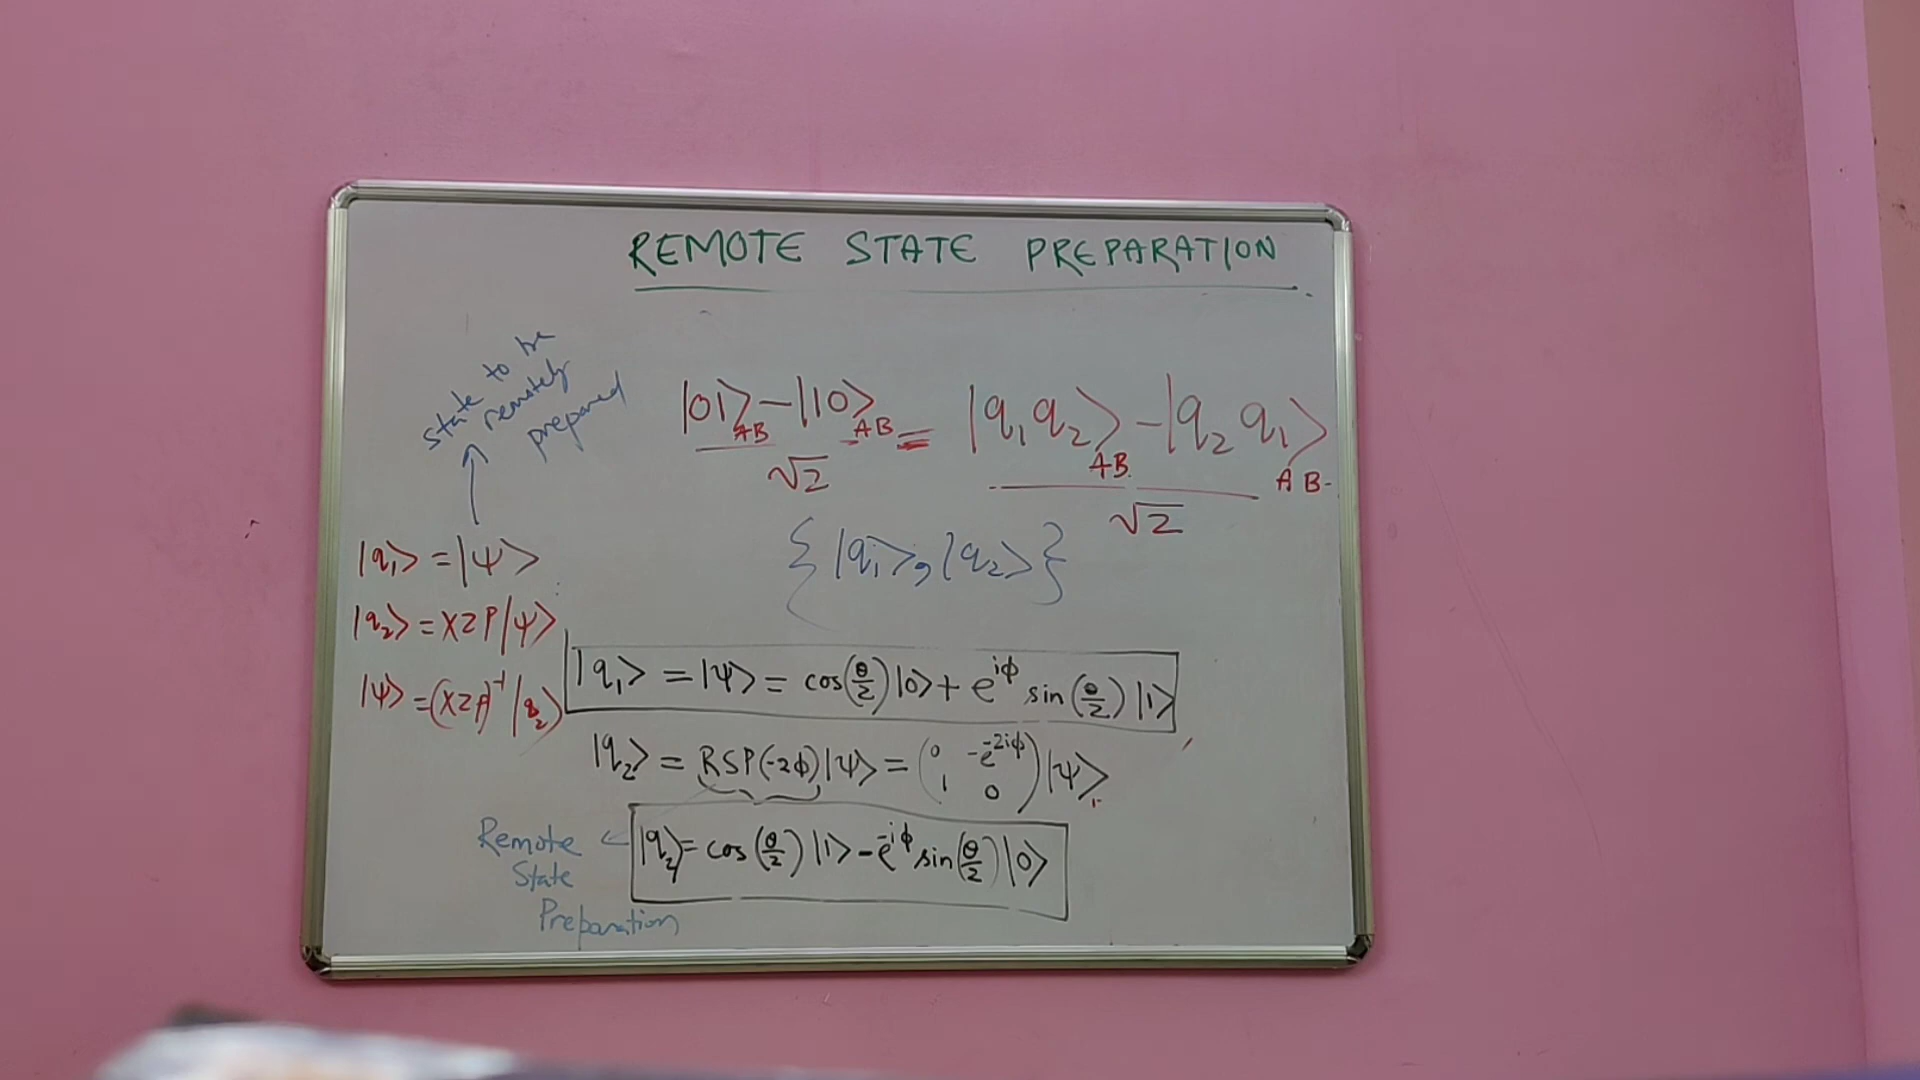 REMOTE STATE PREPARATION
state to be
remotely
prepared
|01⟩_AB − |10⟩_AB / √2 = |q₁q₂⟩_AB − |q₂q₁⟩_AB / √2
{|q₁⟩, |q₂⟩}
|q₁⟩ = |ψ⟩
|q₂⟩ = XZP|ψ⟩
|ψ⟩ = (XZP)⁻¹|q₂⟩
|q₁⟩ = |ψ⟩ = cos(θ/2)|0⟩ + e^{iϕ} sin(θ/2)|1⟩
|q₂⟩ = RSP(-2ϕ)|ψ⟩ = (0 -e^{-2iϕ} 1 0)|ψ⟩
|q₂⟩ = cos(θ/2)|1⟩ − e^{-iϕ} sin(θ/2)|0⟩
Remote
State
Preparation